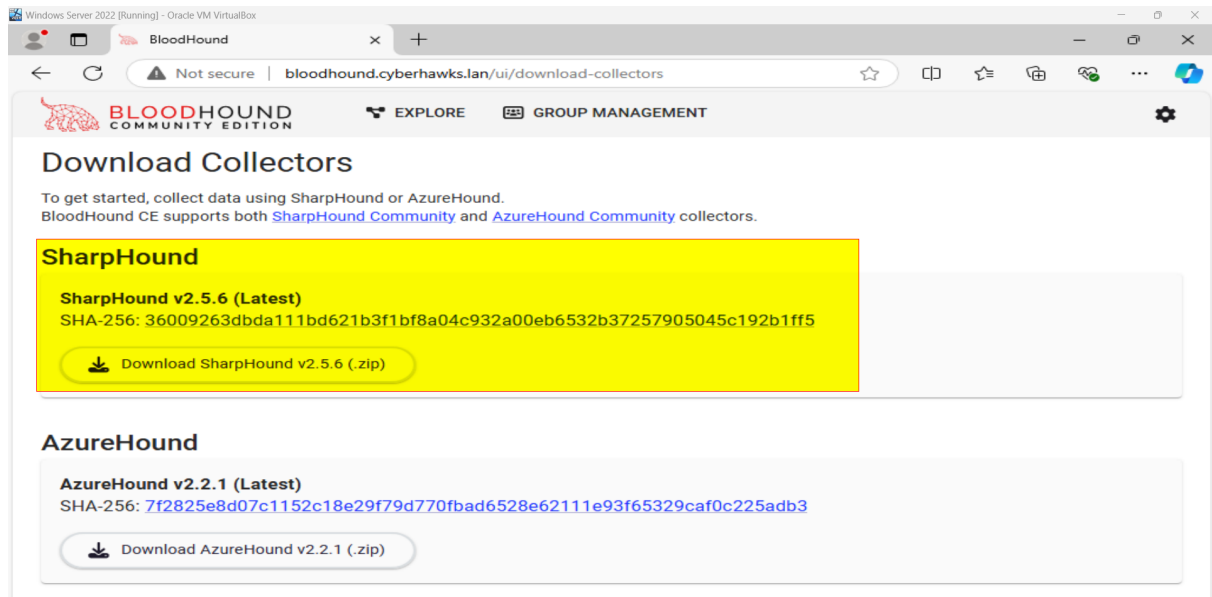 Windows Server 2022 [Running] - Oracle VM VirtualBox
BloodHound
Not secure | bloodhound.cyberhawks.lan/ui/download-collectors
BLOODHOUND
COMMUNITY EDITION
EXPLORE
GROUP MANAGEMENT
Download Collectors
To get started, collect data using SharpHound or AzureHound.
BloodHound CE supports both SharpHound Community and AzureHound Community collectors.
SharpHound
SharpHound v2.5.6 (Latest)
SHA-256: 36009263dbda111bd621b3f1bf8a04c932a00eb6532b37257905045c192b1ff5
Download SharpHound v2.5.6 (.zip)
AzureHound
AzureHound v2.2.1 (Latest)
SHA-256: 7f2825e8d07c1152c18e29f79d770fbad6528e62111e93f65329caf0c225adb3
Download AzureHound v2.2.1 (.zip)